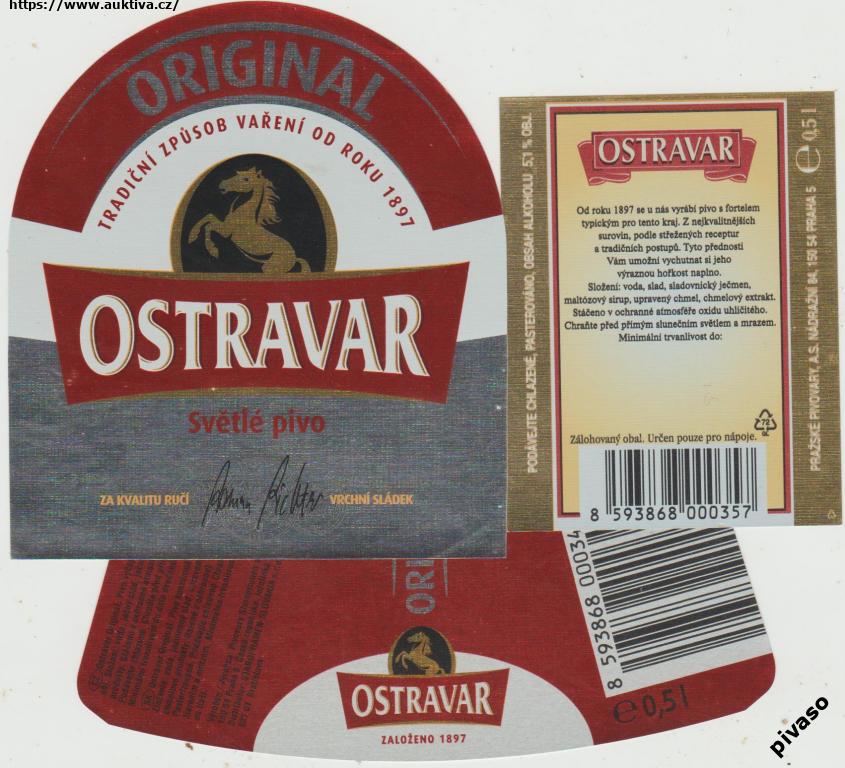 https://www.auktiva.cz/
ORIGINAL
TRADIČNÍ ZPŮSOB VAŘENÍ OD ROKU 1897
OSTRAVAR
Světlé pivo
ZA KVALITU RUČÍ
VRCHNÍ SLÁDEK
PODÁVEJTE CHLAZENÉ, PASTEROVÁNO, OBSAH ALKOHOLU 5,1 % OBJ.
OSTRAVAR
Od roku 1897 se u nás vyrábí pivo s fortelem
typickým pro tento kraj. Z nejkvalitnějších
surovin, podle střežených receptur
a tradičních postupů. Tyto přednosti
Vám umožní vychutnat si jeho
výraznou hořkost naplno.
Složení: voda, slad, sladovnický ječmen,
maltózový sirup, upravený chmel, chmelový extrakt.
Stáčeno v ochranné atmosféře oxidu uhličitého.
Chraňte před přímým slunečním světlem a mrazem.
Minimální trvanlivost do:
72
Zálohovaný obal. Určen pouze pro nápoje.
8 593868 000357
e 0,5 l
PRAŽSKÉ PIVOVARY, A.S. NÁDRAŽNÍ 84, 150 54 PRAHA 5
ORI
OSTRAVAR
ZALOŽENO 1897
8 593868 00034
e 0,5 l
pivaso